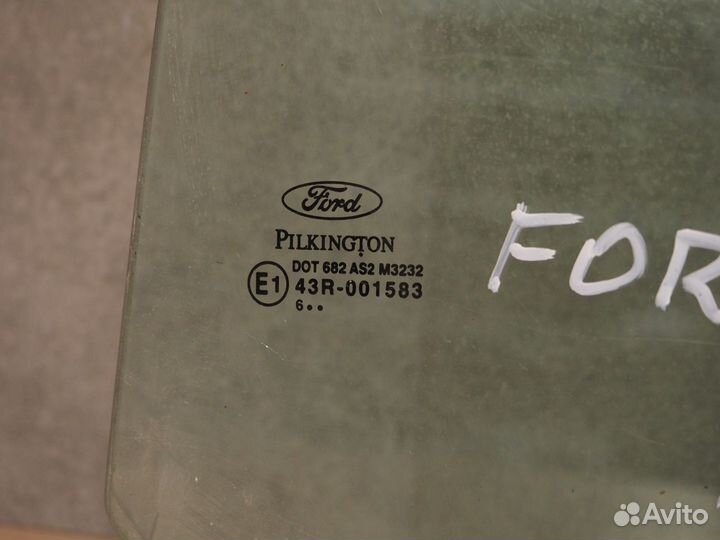 Ford
PILKINGTON
DOT 682 AS2 M3232
E1 43R-001583
6••
FOR
Avito